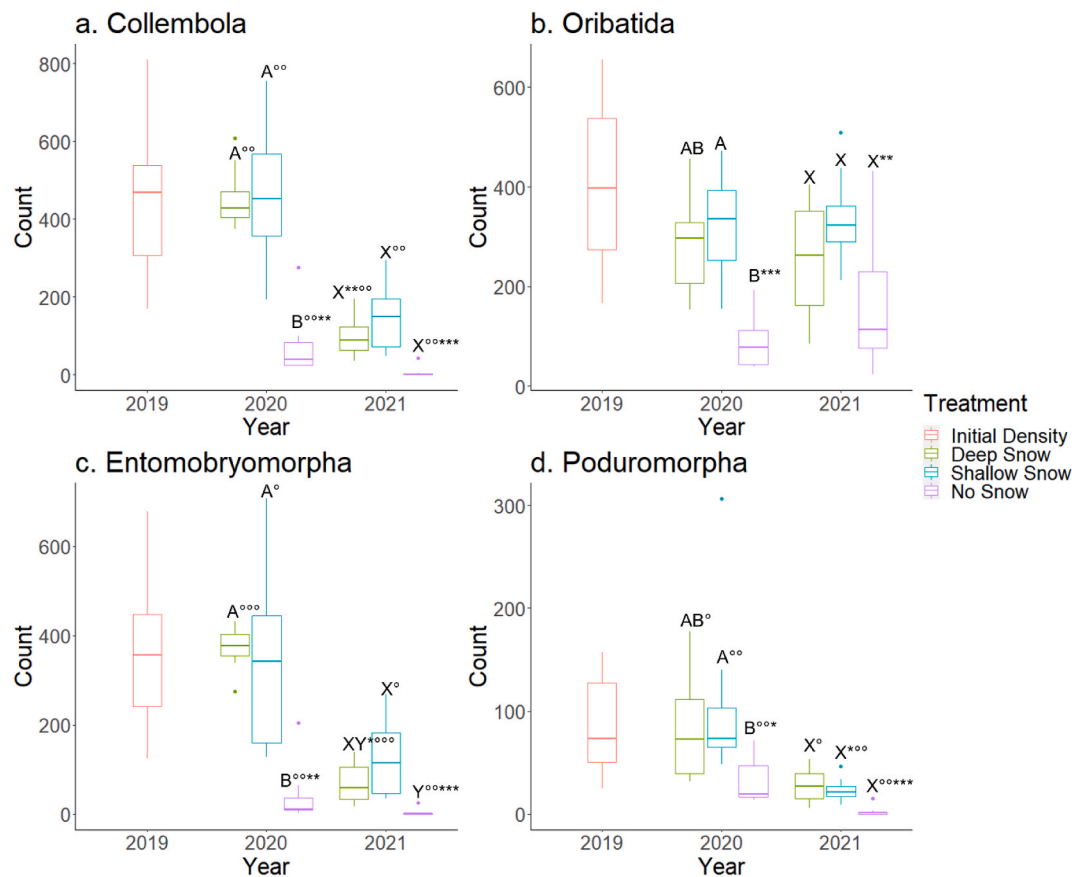 a. Collembola
Count
800
600
400
200
0
A°°
A°°
B°°**
X**°°
X°°
X°°***
2019
2020
2021
Year
b. Oribatida
Count
600
400
200
0
AB
A
B***
X
X
X**
2019
2020
2021
Year
c. Entomobryomorpha
Count
600
400
200
0
A°°°
A°
B°°**
XY*°°°
X°
Y°°***
2019
2020
2021
Year
d. Poduromorpha
Count
300
200
100
0
AB°
A°°
B°°*
X°
X*°°
X°°***
2019
2020
2021
Year
Treatment
Initial Density
Deep Snow
Shallow Snow
No Snow